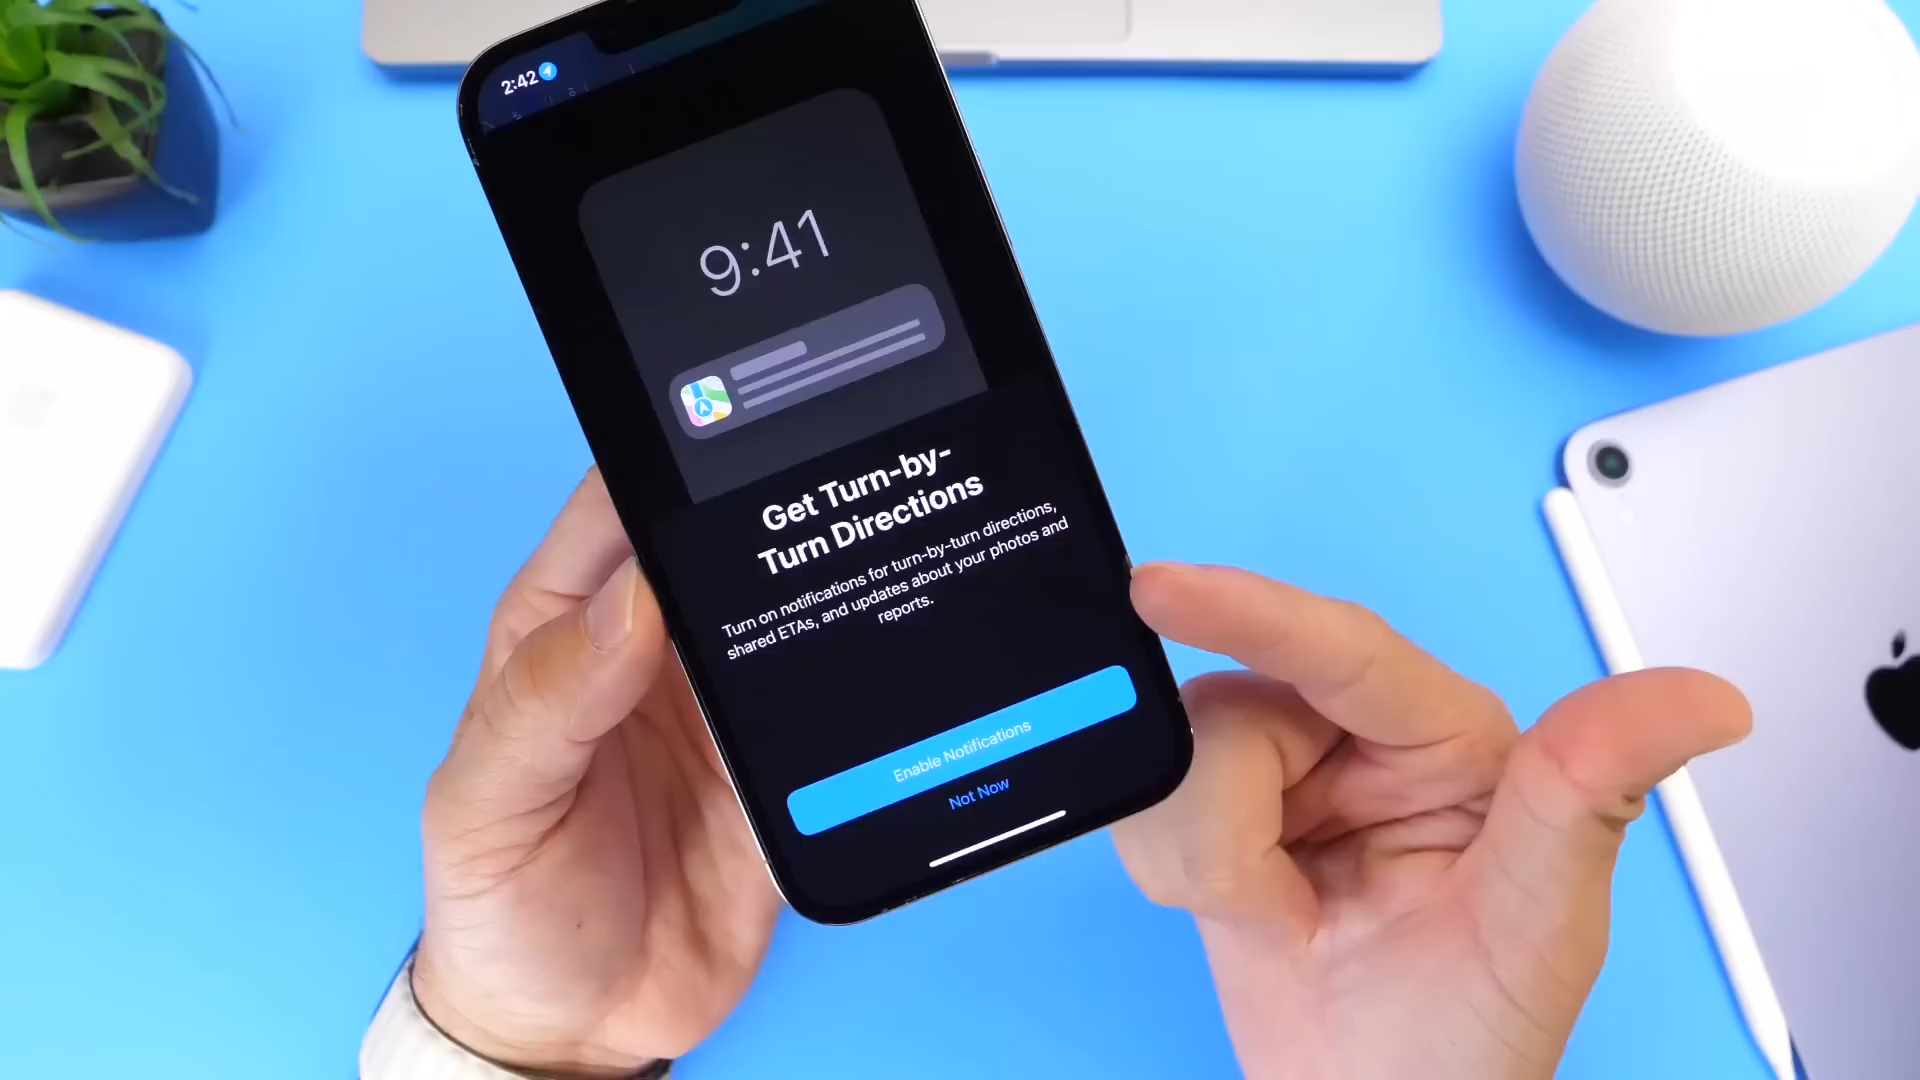 2:42
9:41
Get Turn-by-
Turn Directions
Turn on notifications for turn-by-turn directions,
shared ETAs, and updates about your photos and
reports.
Enable Notifications
Not Now